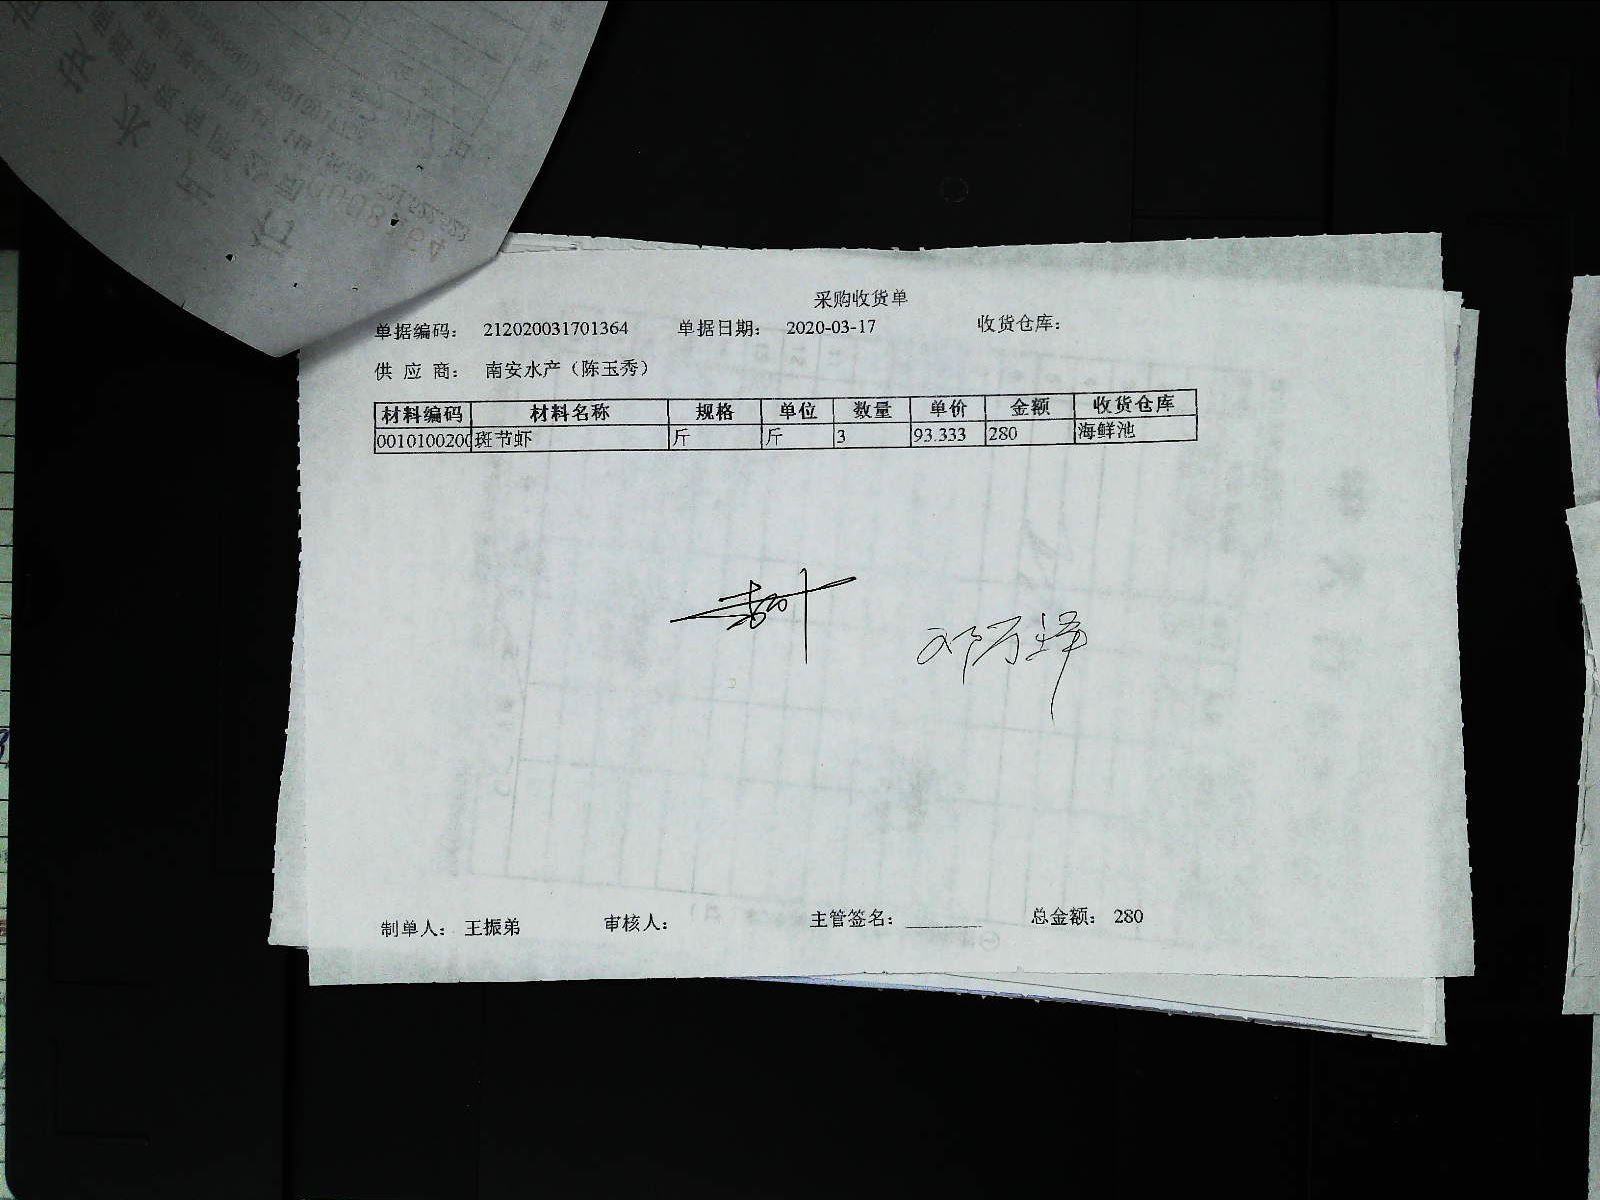 采购收货单
单据编码: 212020031701364 单据日期: 2020-03-17 收货仓库:
供 应 商: 南安水产(陈玉秀)
材料编码 材料名称 规格 单位 数量 单价 金额 收货仓库
0010100200 斑节虾 斤 斤 3 93.333 280 海鲜池
制单人: 王振弟 审核人: 主管签名: ________ 总金额: 280